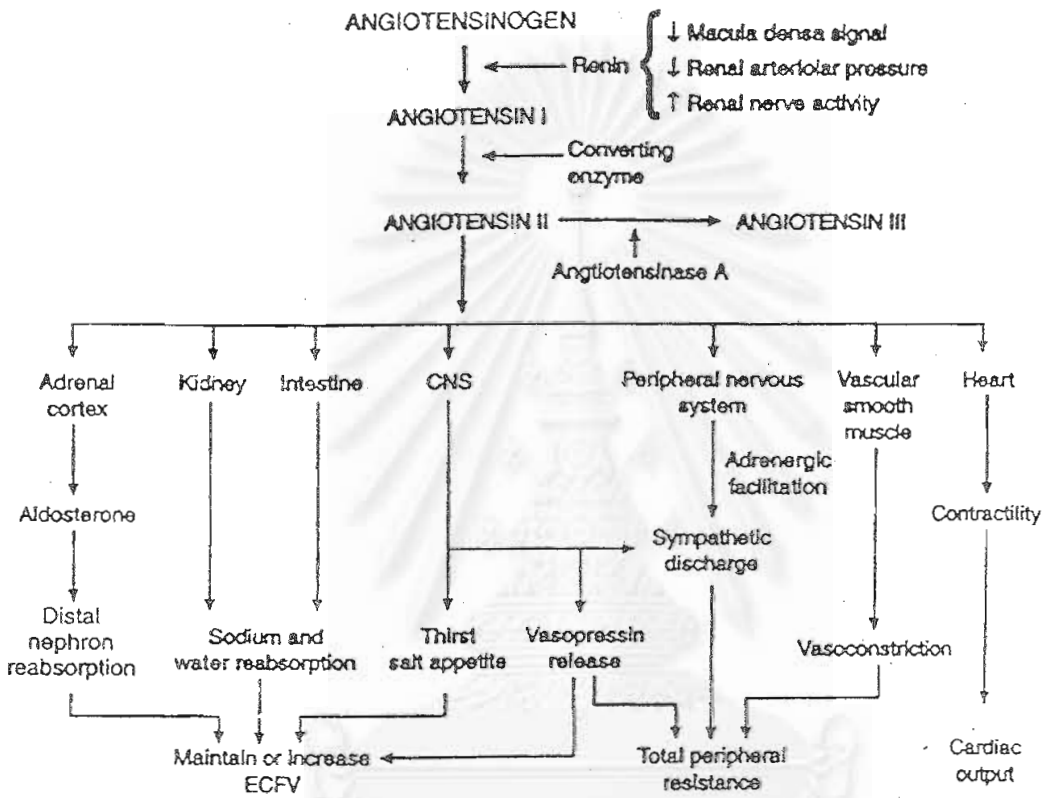 ANGIOTENSINOGEN
Renin
↓ Macula densa signal
↓ Renal arteriolar pressure
↑ Renal nerve activity
ANGIOTENSIN I
Converting
enzyme
ANGIOTENSIN II
ANGIOTENSIN III
Angtiotensinase A
Adrenal
cortex
Kidney
Intestine
CNS
Peripheral nervous
system
Vascular
smooth
muscle
Heart
Adrenergic
facilitation
Aldosterone
Contractility
Sympathetic
discharge
Distal
nephron
reabsorption
Sodium and
water reabsorption
Thirst
salt appetite
Vasopressin
release
Vasoconstriction
Maintain or increase
ECFV
Total peripheral
resistance
Cardiac
output